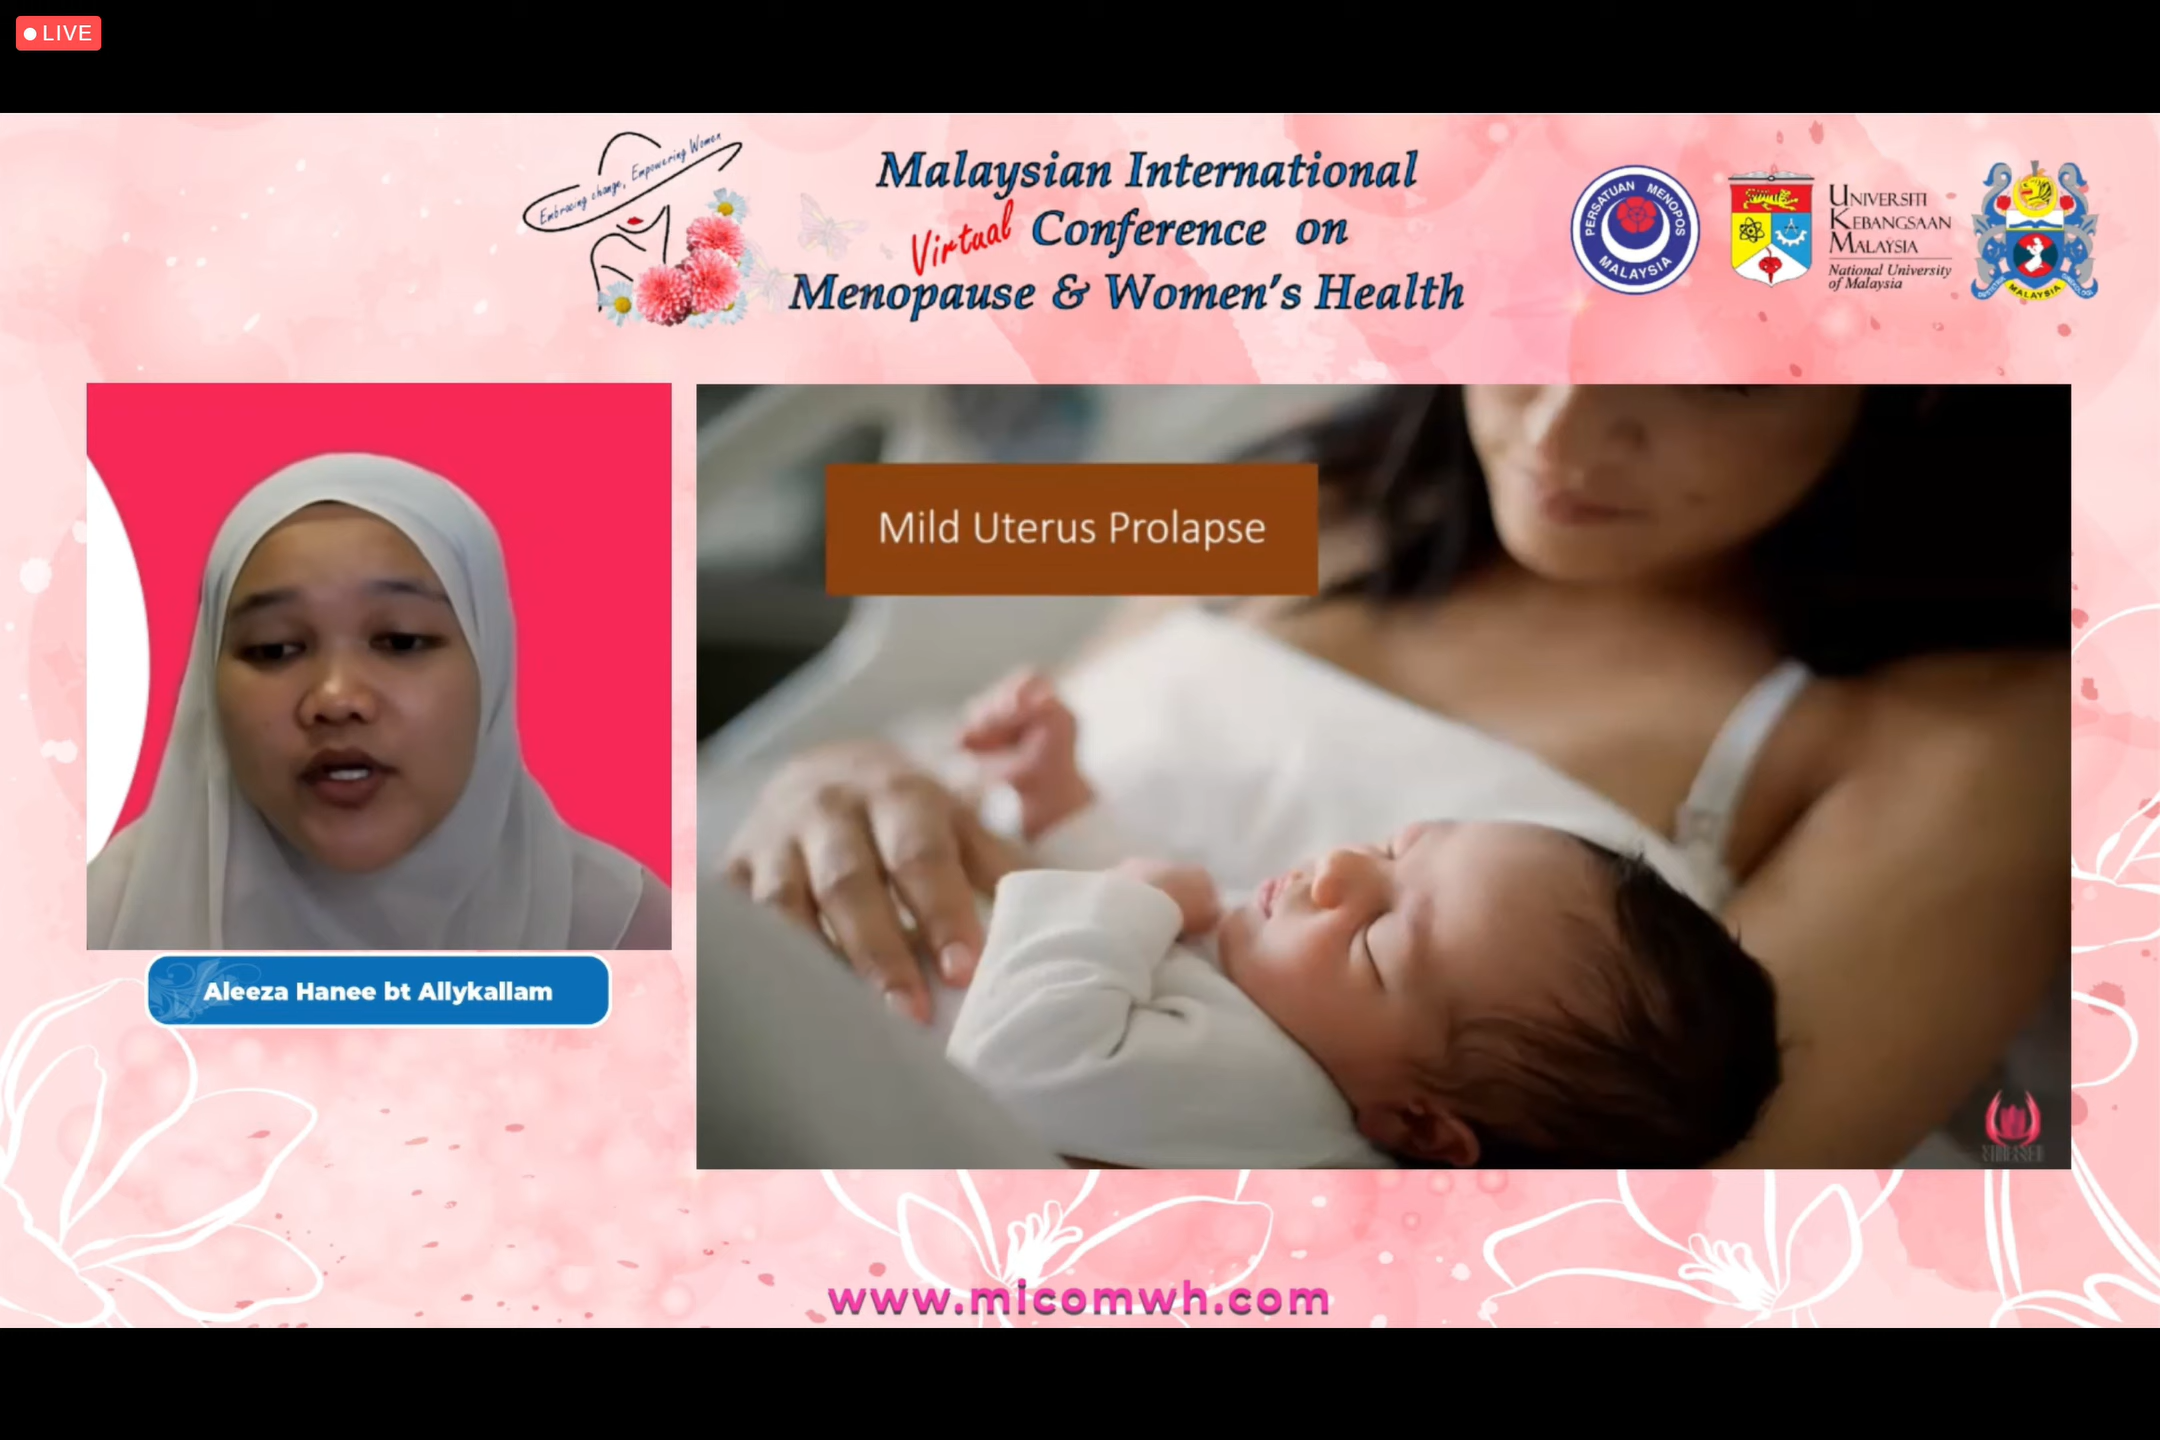 LIVE
Embracing change, Empowering Women
Malaysian International
Virtual Conference on
Menopause & Women's Health
PERSATUAN MENOPOS
MALAYSIA
UNIVERSITI
KEBANGSAAN
MALAYSIA
National University
of Malaysia
MALAYSIA
Mild Uterus Prolapse
Aleeza Hanee bt Allykallam
www.micomwh.com